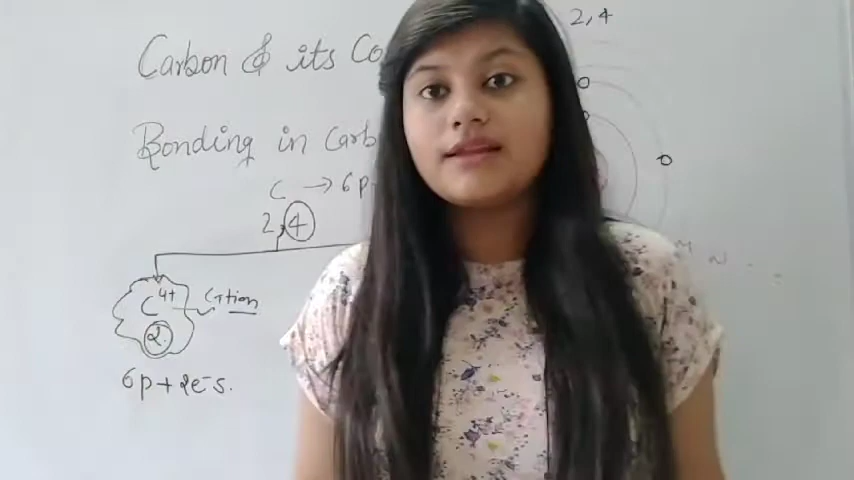 2, 4
Carbon & its Co
Bonding in Carb
C → 6p
2, 4
C4+ Cation
2
6p + 2e-s.